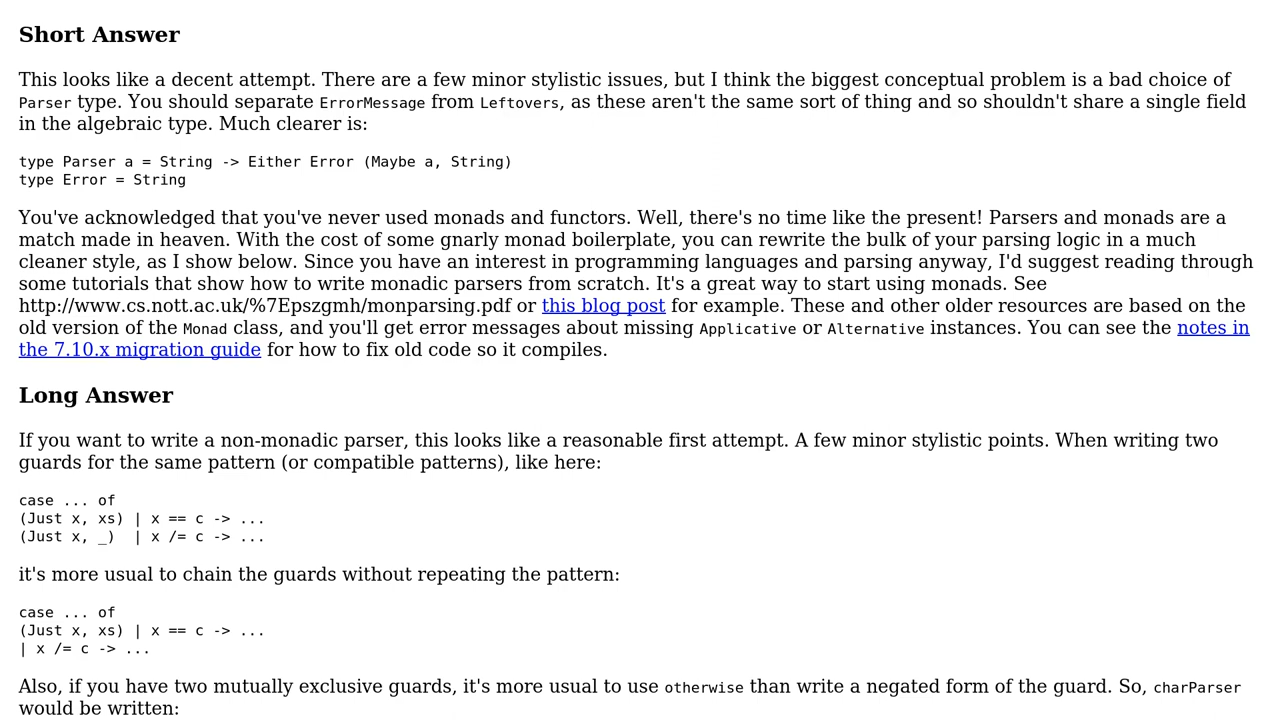 Short Answer
This looks like a decent attempt. There are a few minor stylistic issues, but I think the biggest conceptual problem is a bad choice of
Parser type. You should separate ErrorMessage from Leftovers, as these aren't the same sort of thing and so shouldn't share a single field
in the algebraic type. Much clearer is:
type Parser a = String -> Either Error (Maybe a, String)
type Error = String
You've acknowledged that you've never used monads and functors. Well, there's no time like the present! Parsers and monads are a
match made in heaven. With the cost of some gnarly monad boilerplate, you can rewrite the bulk of your parsing logic in a much
cleaner style, as I show below. Since you have an interest in programming languages and parsing anyway, I'd suggest reading through
some tutorials that show how to write monadic parsers from scratch. It's a great way to start using monads. See
http://www.cs.nott.ac.uk/%7Epszgmh/monparsing.pdf or this blog post for example. These and other older resources are based on the
old version of the Monad class, and you'll get error messages about missing Applicative or Alternative instances. You can see the notes in
the 7.10.x migration guide for how to fix old code so it compiles.
Long Answer
If you want to write a non-monadic parser, this looks like a reasonable first attempt. A few minor stylistic points. When writing two
guards for the same pattern (or compatible patterns), like here:
case ... of
(Just x, xs) | x == c -> ...
(Just x, _)  | x /= c -> ...
it's more usual to chain the guards without repeating the pattern:
case ... of
(Just x, xs) | x == c -> ...
| x /= c -> ...
Also, if you have two mutually exclusive guards, it's more usual to use otherwise than write a negated form of the guard. So, charParser
would be written: